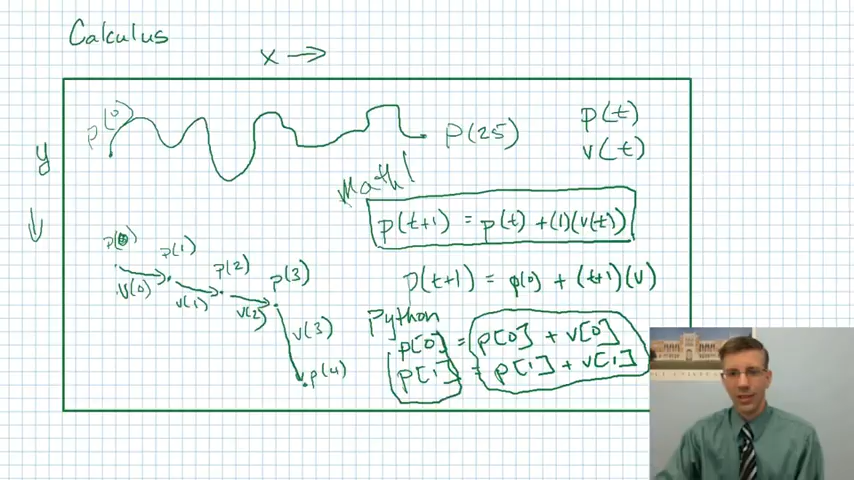 Calculus
x →
y ↓
p(0)
p(25)
p(t)
v(t)
Math!
p(t+1) = p(t) + (1)(v(t))
p(1)
p(2)
p(3)
v(0)
v(1)
v(2)
v(3)
p(4)
p(t+1) = p(0) + (t+1)(v)
Python
p[0] = p[0] + v[0]
p[1] = p[1] + v[1]